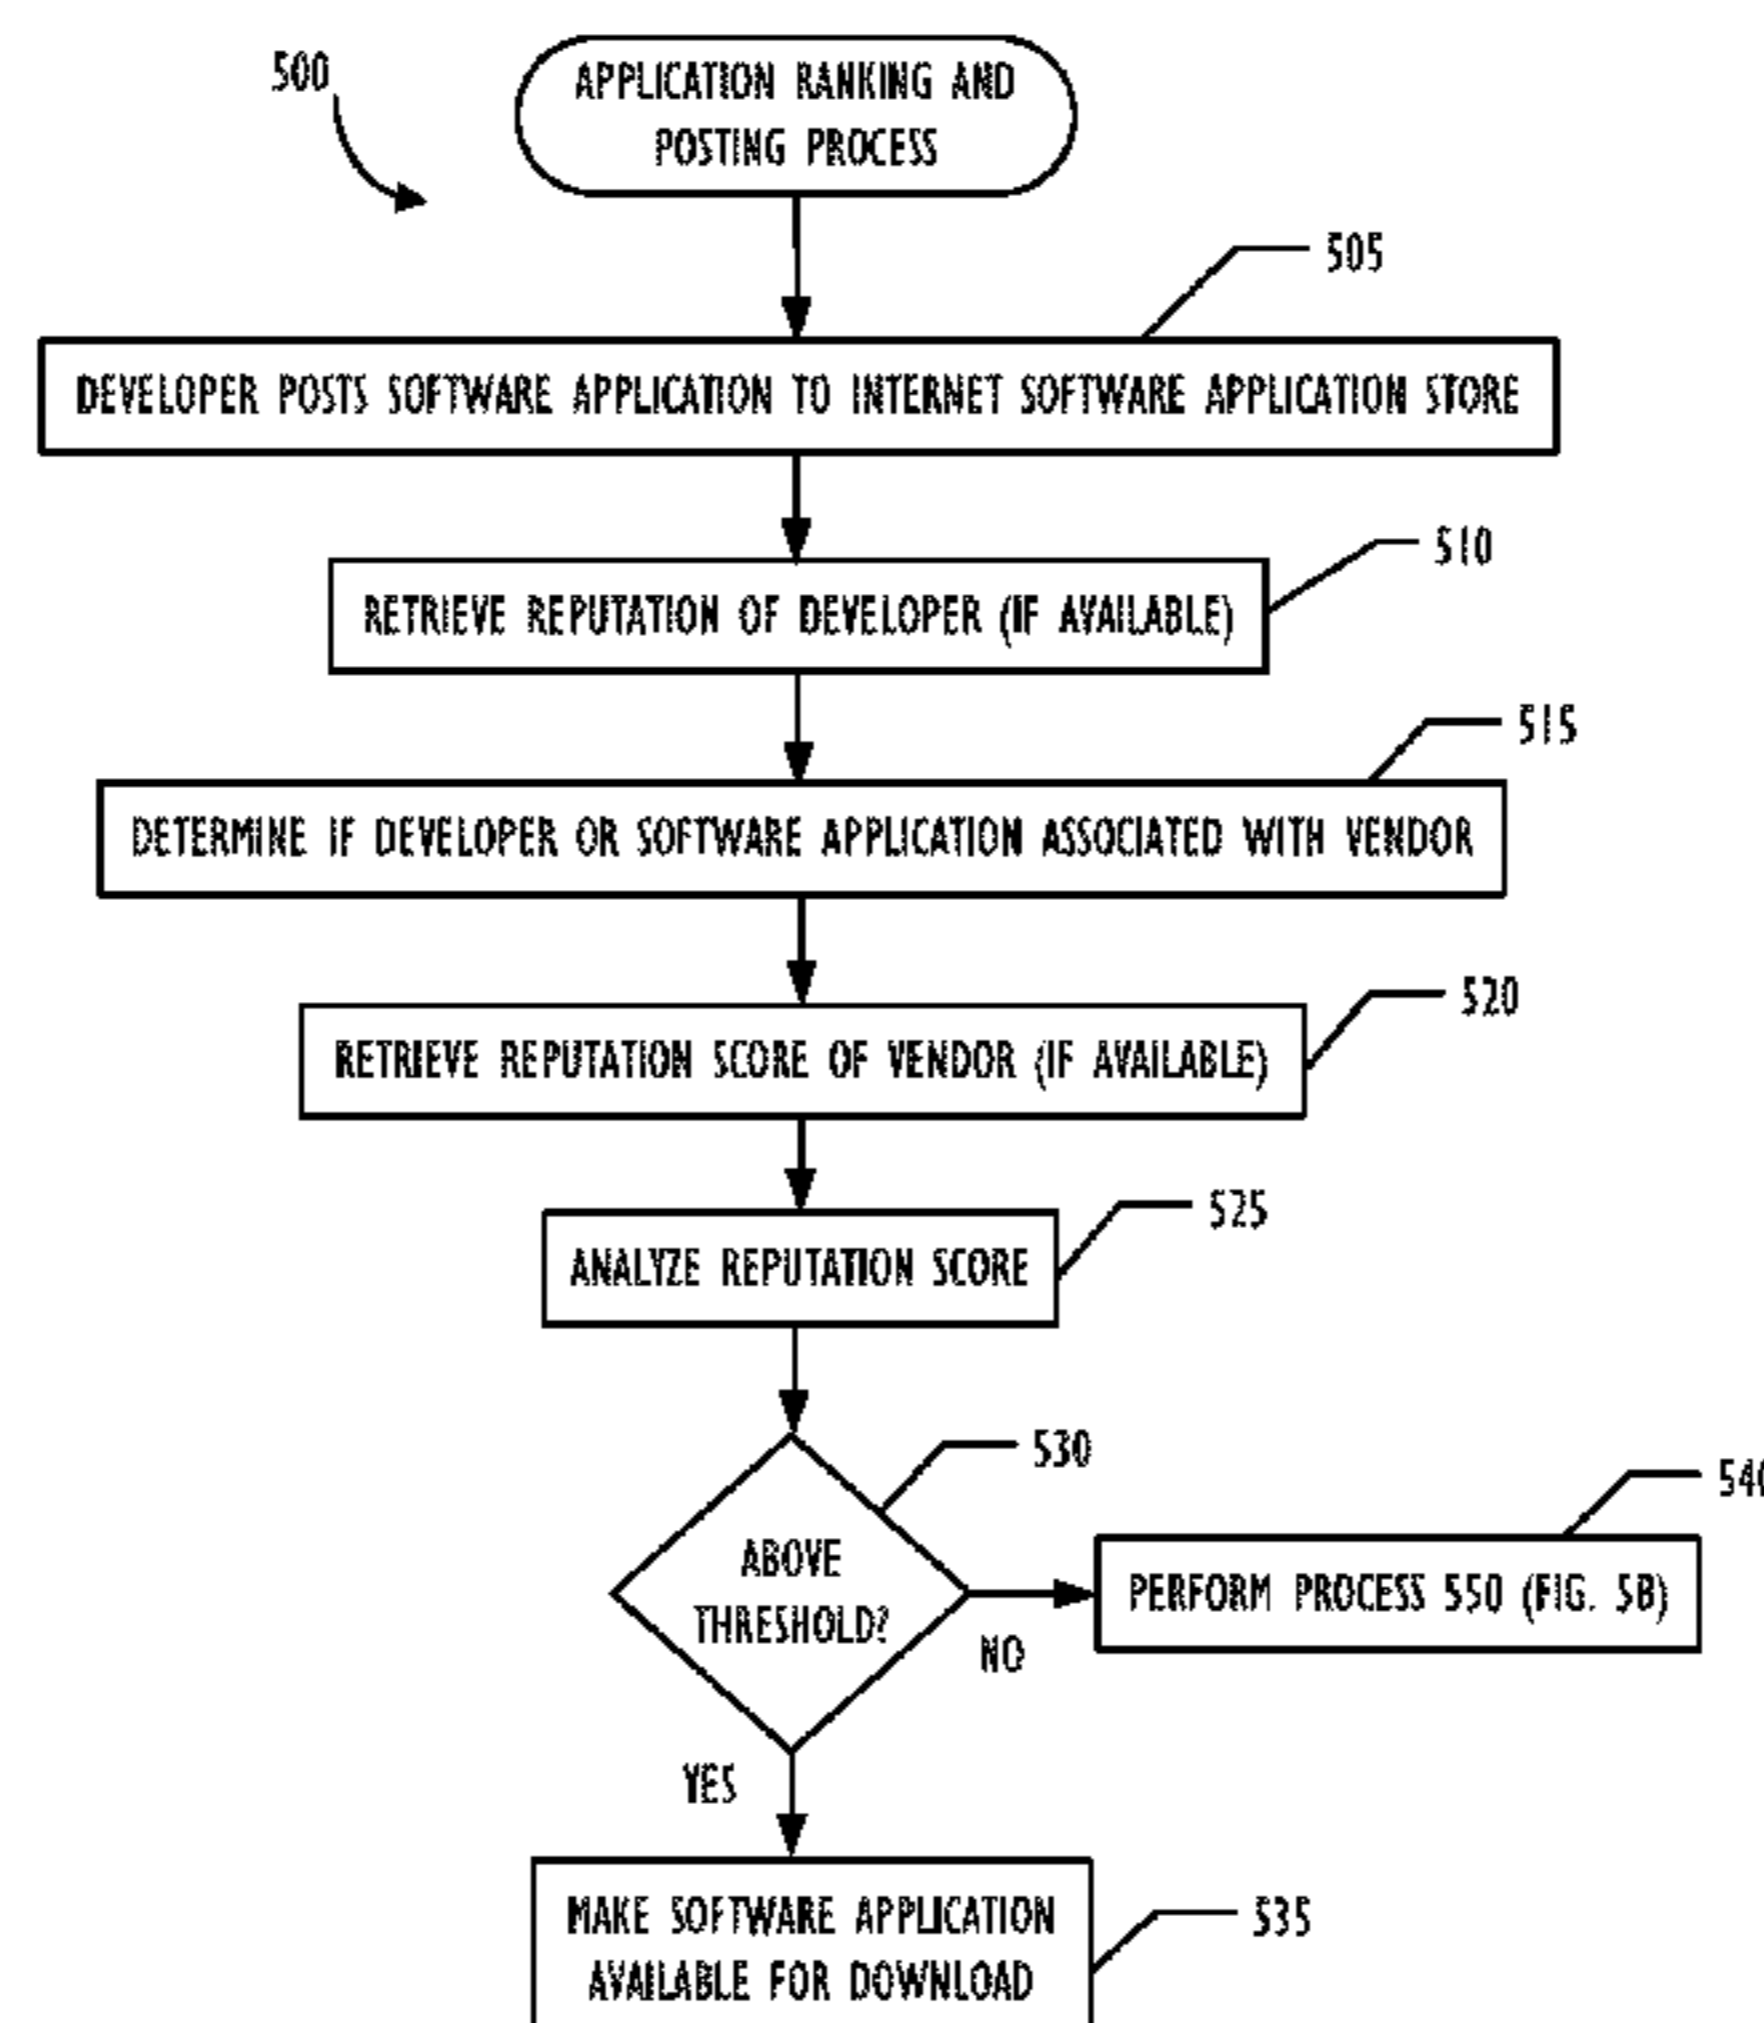 500
APPLICATION RANKING AND
POSTING PROCESS
505
DEVELOPER POSTS SOFTWARE APPLICATION TO INTERNET SOFTWARE APPLICATION STORE
510
RETRIEVE REPUTATION OF DEVELOPER (IF AVAILABLE)
515
DETERMINE IF DEVELOPER OR SOFTWARE APPLICATION ASSOCIATED WITH VENDOR
520
RETRIEVE REPUTATION SCORE OF VENDOR (IF AVAILABLE)
525
ANALYZE REPUTATION SCORE
530
ABOVE
THRESHOLD?
NO
540
PERFORM PROCESS 550 (FIG. 5B)
YES
MAKE SOFTWARE APPLICATION
AVAILABLE FOR DOWNLOAD
535